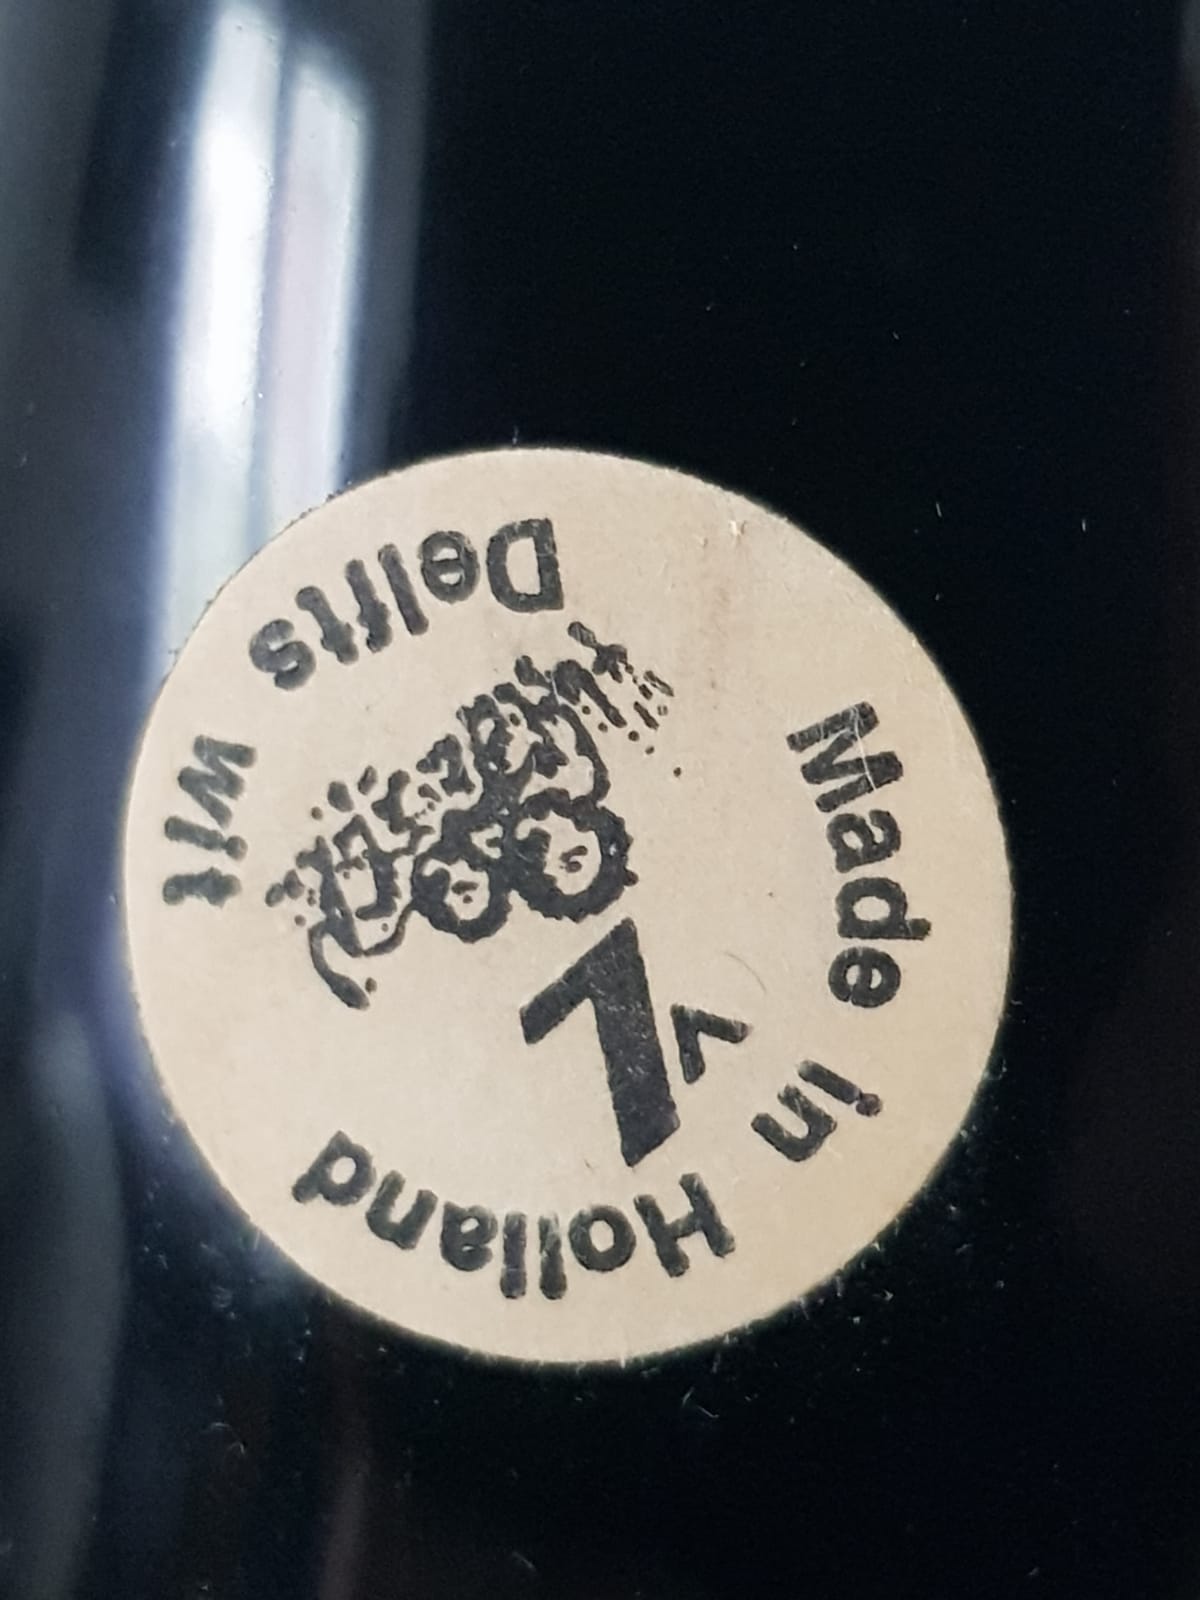 Made in Holland
Delfts wit